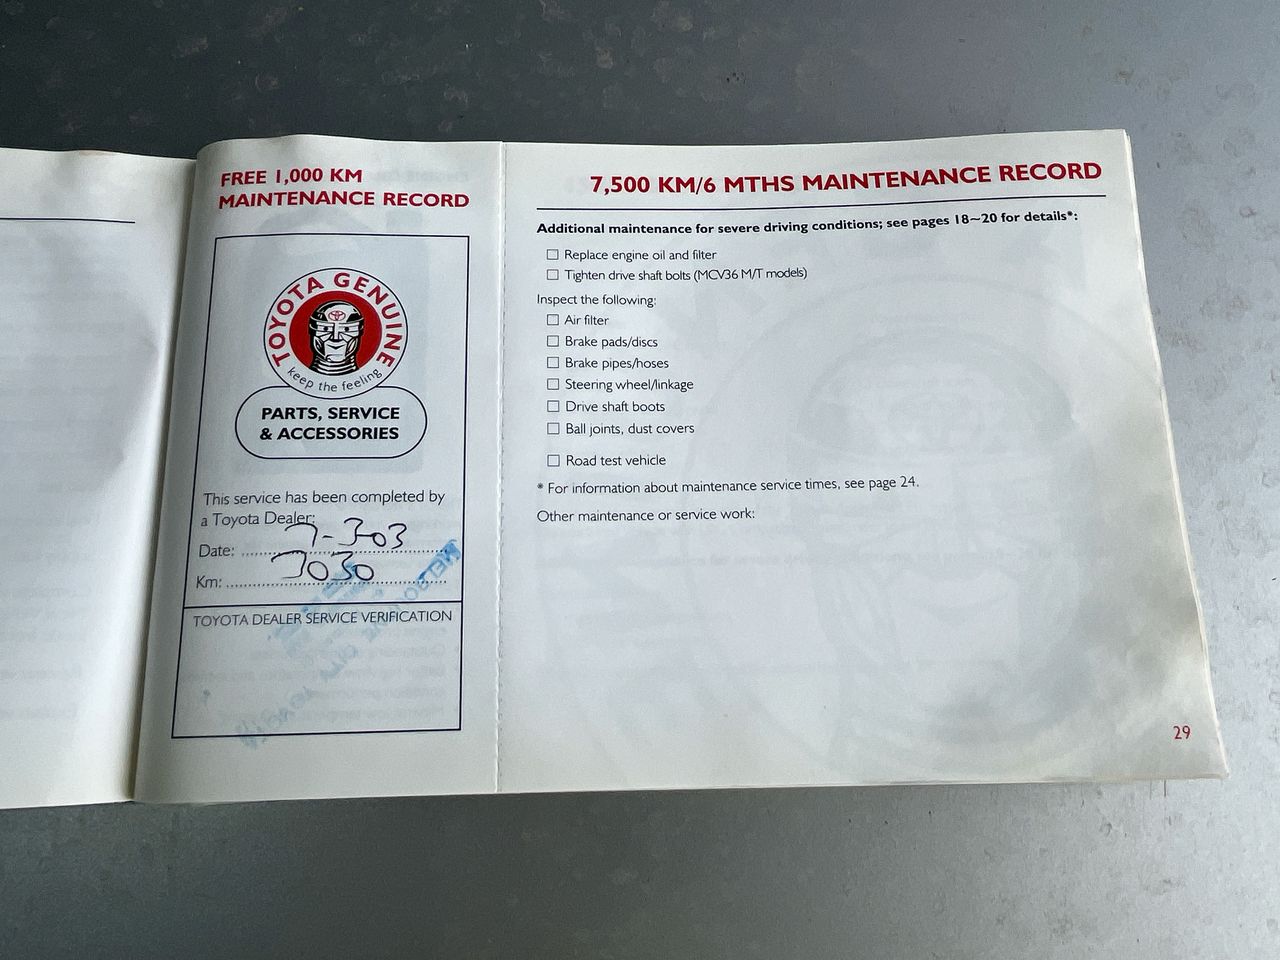 FREE 1,000 KM
MAINTENANCE RECORD
TOYOTA GENUINE
keep the feeling
PARTS, SERVICE
& ACCESSORIES
This service has been completed by
a Toyota Dealer:
Date: 7-3-03
Km: 7030
TOYOTA DEALER SERVICE VERIFICATION
7,500 KM/6 MTHS MAINTENANCE RECORD
Additional maintenance for severe driving conditions; see pages 18~20 for details*:
Replace engine oil and filter
Tighten drive shaft bolts (MCV36 M/T models)
Inspect the following:
Air filter
Brake pads/discs
Brake pipes/hoses
Steering wheel/linkage
Drive shaft boots
Ball joints, dust covers
Road test vehicle
* For information about maintenance service times, see page 24.
Other maintenance or service work:
29